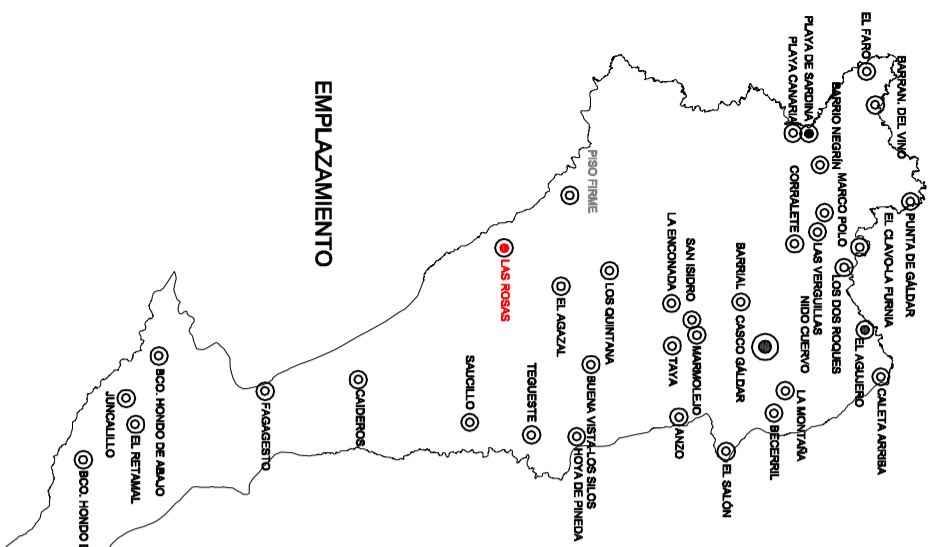 EMPLAZAMIENTO
PUNTA DE GÁLDAR
BARRAN. DEL VINO
EL FARO
EL CLAVO-LA FURNIA
CALETA ARRIBA
EL AGUJERO
LOS DOS ROQUES
MARCO POLO
BARRIO NEGRÍN
LAS VERGUILLAS
NIDO CUERVO
PLAYA DE SARDINA
PLAYA CANARIA
CORRALETE
LA MONTAÑA
BECERRIL
CASCO GÁLDAR
BARRIAL
EL SALÓN
SAN ISIDRO
MARMOLEJO
LA ENCONADA
TAYA
ANZO
LOS QUINTANA
BUENA VISTA-LOS SILOS
HOYA DE PINEDA
PISO FIRME
EL AGAZAL
TEGUESTE
LAS ROSAS
SAUCILLO
CAIDEROS
FAGAGESTO
BCO. HONDO DE ABAJO
EL RETAMAL
JUNCALILLO
BCO. HONDO